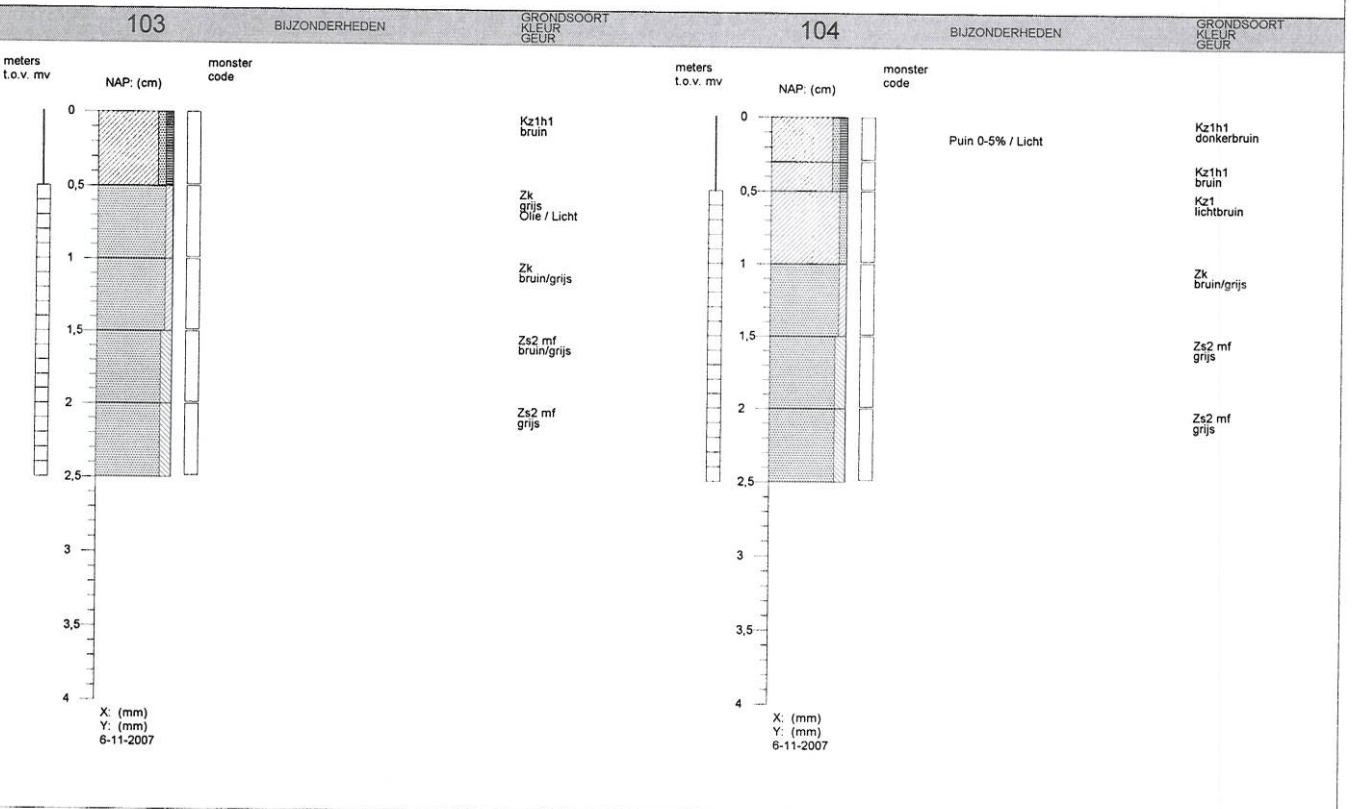 103
BIJZONDERHEDEN
GRONDSOORT
KLEUR
GEUR
meters
t.o.v. mv
NAP: (cm)
monster
code
0
0,5
1
1,5
2
2,5
3
3,5
4
Kz1h1
bruin
Zk
grijs
Olie / Licht
Zk
bruin/grijs
Zs2 mf
bruin/grijs
Zs2 mf
grijs
X: (mm)
Y: (mm)
6-11-2007
104
BIJZONDERHEDEN
GRONDSOORT
KLEUR
GEUR
meters
t.o.v. mv
NAP: (cm)
monster
code
0
0,5
1
1,5
2
2,5
3
3,5
4
Puin 0-5% / Licht
Kz1h1
donkerbruin
Kz1h1
bruin
Kz1
lichtbruin
Zk
bruin/grijs
Zs2 mf
grijs
Zs2 mf
grijs
X: (mm)
Y: (mm)
6-11-2007